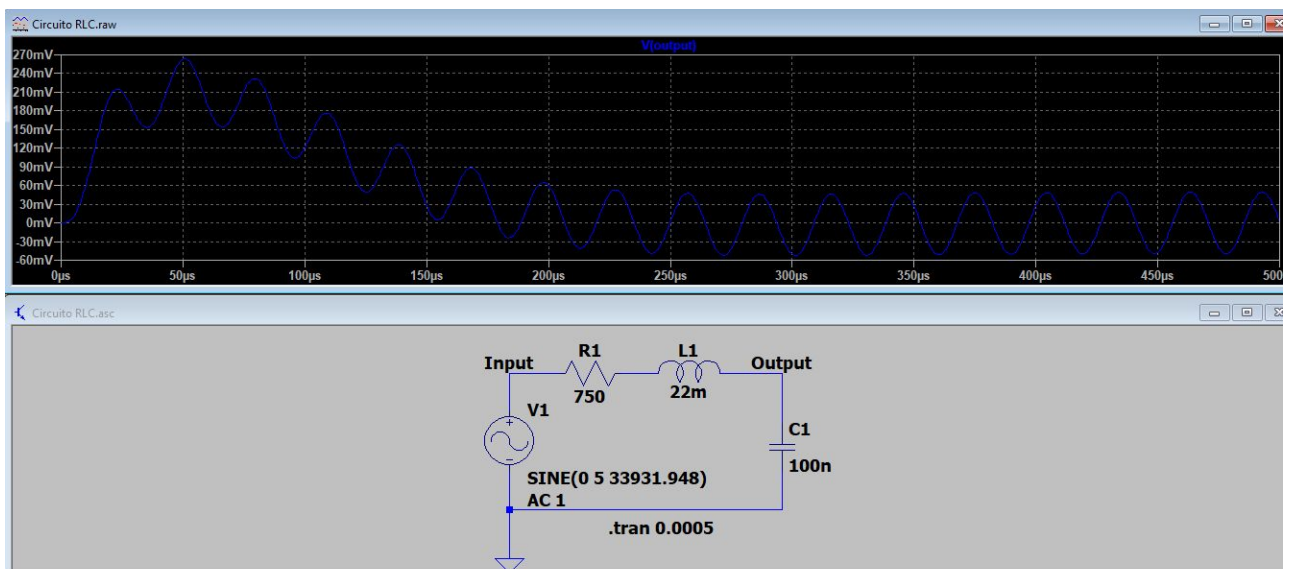 Circuito RLC.raw
V(output)
270mV
240mV
210mV
180mV
150mV
120mV
90mV
60mV
30mV
0mV
-30mV
-60mV
0µs 50µs 100µs 150µs 200µs 250µs 300µs 350µs 400µs 450µs 500
Circuito RLC.asc
Input R1 L1 Output
750 22m
V1
C1
100n
SINE(0 5 33931.948)
AC 1
.tran 0.0005